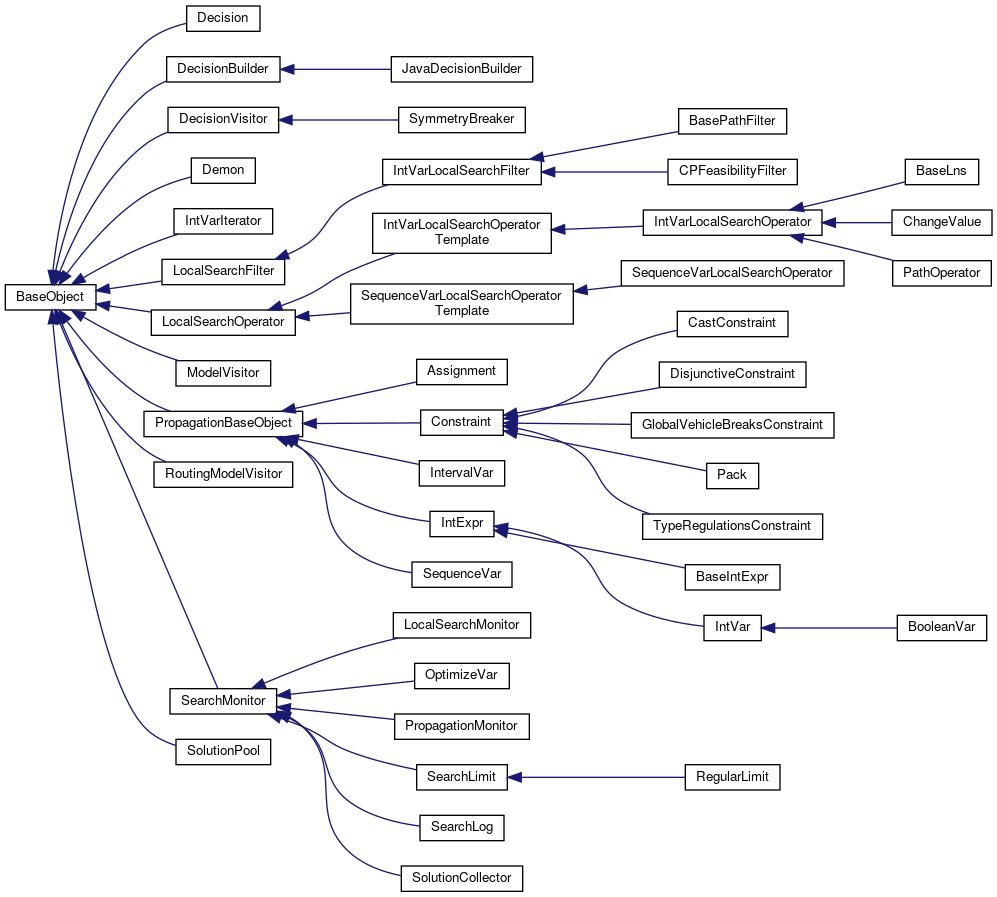 Decision
DecisionBuilder
JavaDecisionBuilder
DecisionVisitor
SymmetryBreaker
BasePathFilter
Demon
IntVarLocalSearchFilter
CPFeasibilityFilter
BaseLns
IntVarIterator
IntVarLocalSearchOperator
Template
IntVarLocalSearchOperator
ChangeValue
LocalSearchFilter
SequenceVarLocalSearchOperator
PathOperator
BaseObject
SequenceVarLocalSearchOperator
Template
LocalSearchOperator
CastConstraint
ModelVisitor
Assignment
DisjunctiveConstraint
PropagationBaseObject
Constraint
GlobalVehicleBreaksConstraint
RoutingModelVisitor
IntervalVar
Pack
IntExpr
TypeRegulationsConstraint
SequenceVar
BaseIntExpr
LocalSearchMonitor
IntVar
BooleanVar
OptimizeVar
SearchMonitor
PropagationMonitor
SolutionPool
SearchLimit
RegularLimit
SearchLog
SolutionCollector